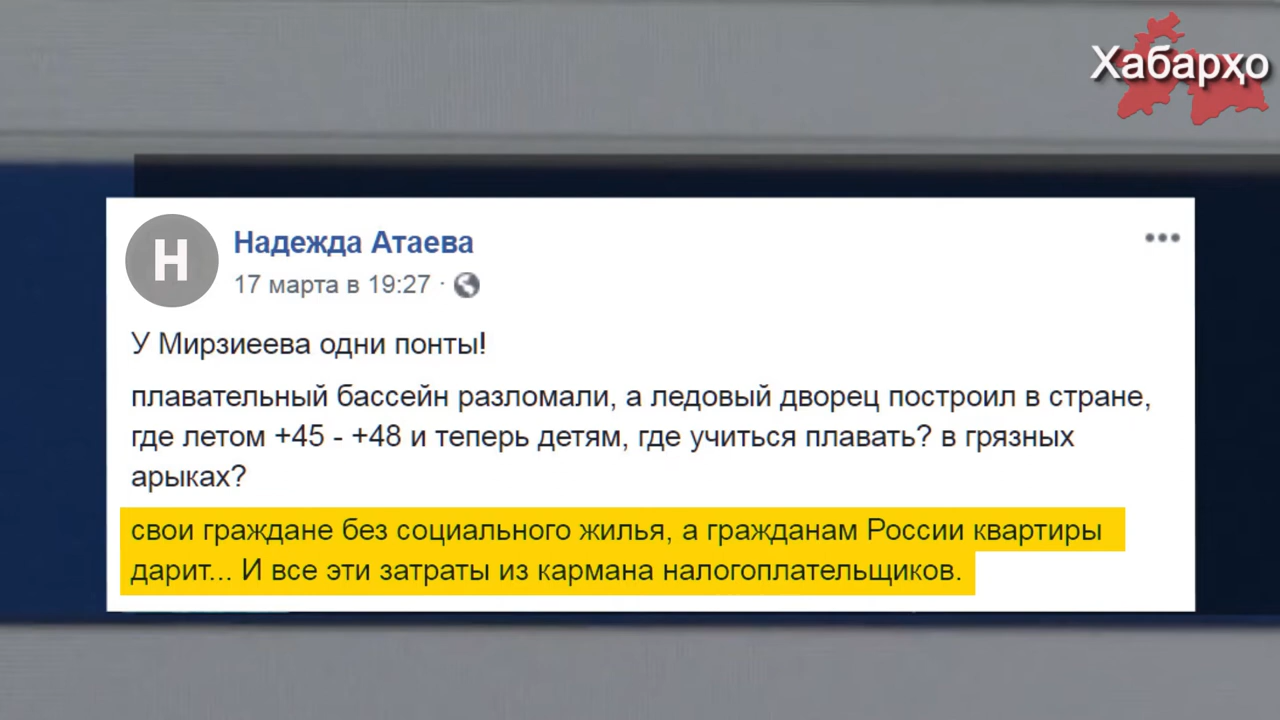 Хабарҳо
Н
Надежда Атаева
17 марта в 19:27 ·
У Мирзиеева одни понты!
плавательный бассейн разломали, а ледовый дворец построил в стране,
где летом +45 - +48 и теперь детям, где учиться плавать? в грязных
арыках?
свои граждане без социального жилья, а гражданам России квартиры
дарит... И все эти затраты из кармана налогоплательщиков.